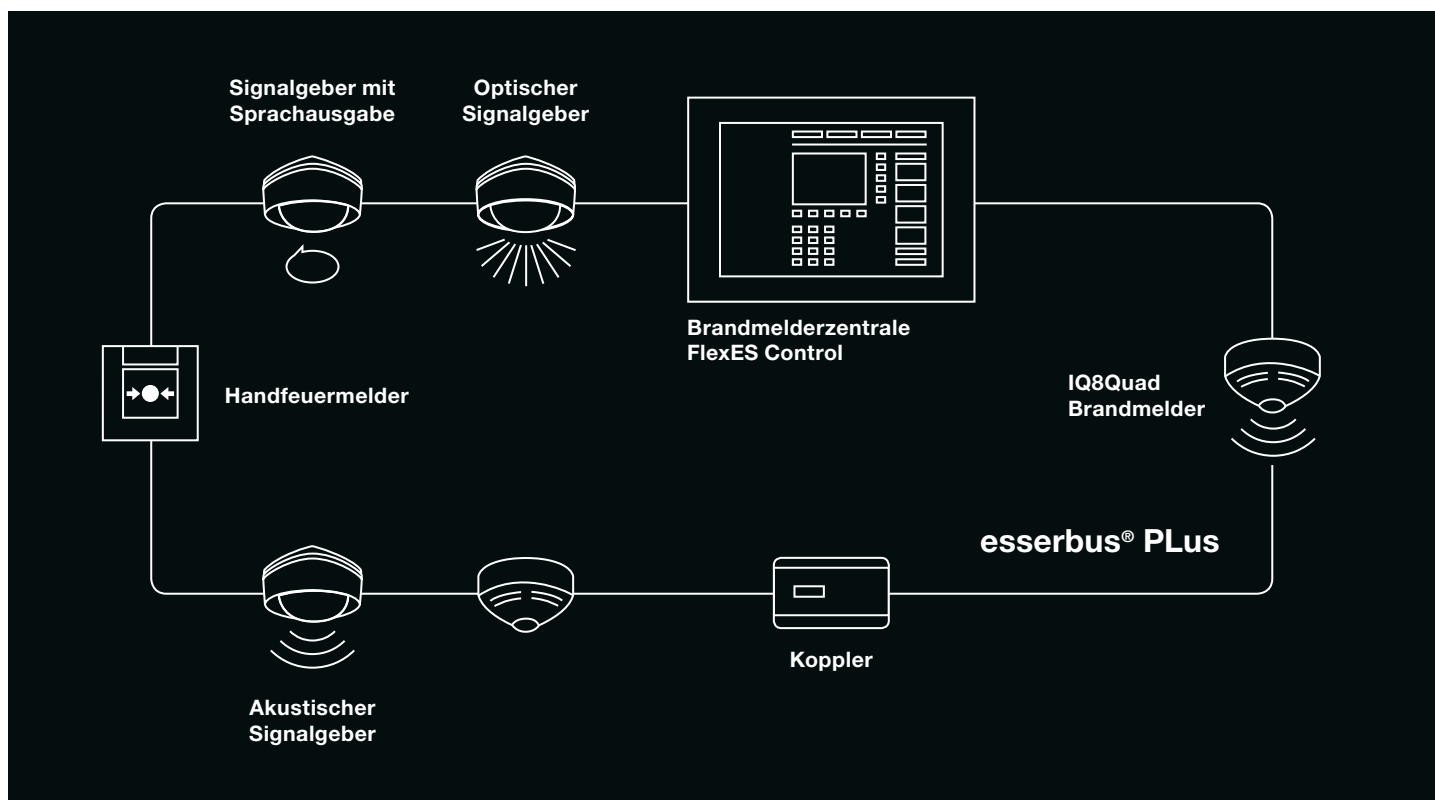 Signalgeber mit
Sprachausgabe
Optischer
Signalgeber
Brandmelderzentrale
FlexES Control
IQ8Quad
Brandmelder
Handfeuermelder
esserbus® PLus
Koppler
Akustischer
Signalgeber